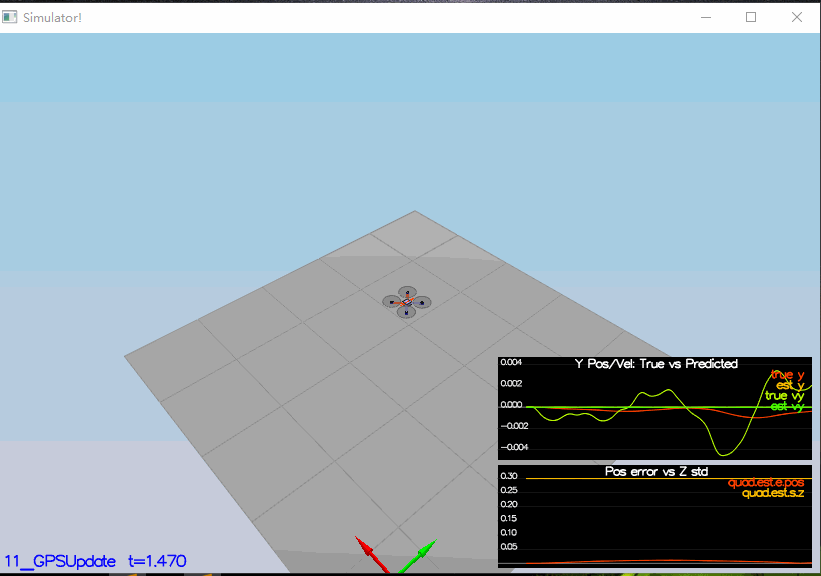 Simulator!
Y Pos/Vel: True vs Predicted
0.004
0.002
0.000
−0.002
−0.004
true y
est y
true vy
est vy
Pos error vs Z std
0.30
0.25
0.20
0.15
0.10
0.05
quad.est.e.pos
quad.est.s.z
11_GPSUpdate t=1.470